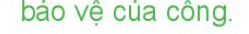 bảo vệ của công.